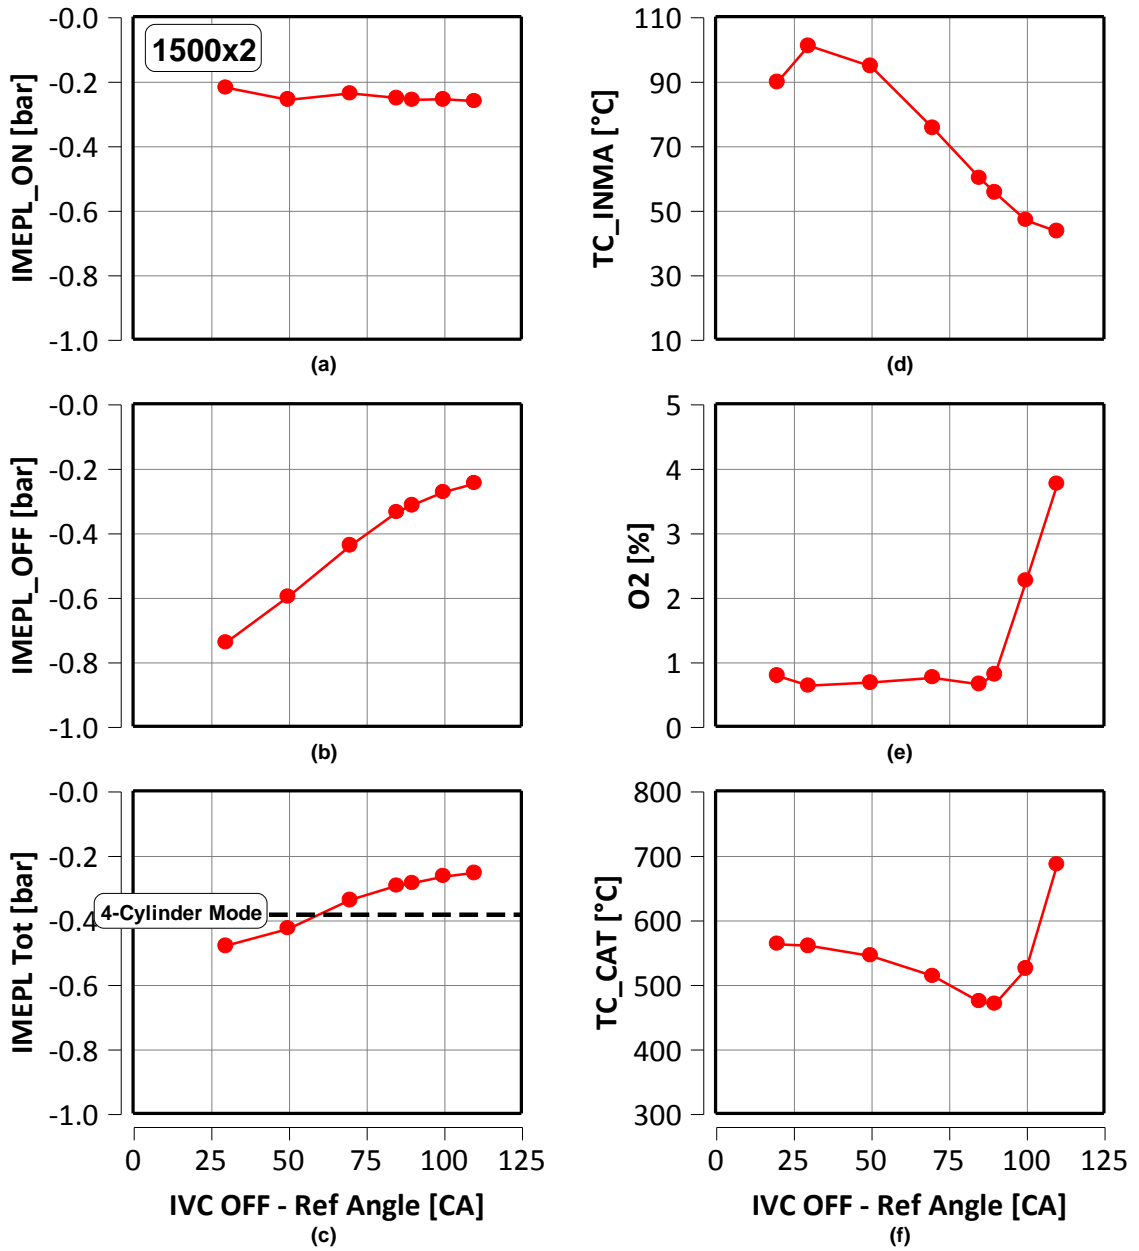 1500x2
IMEPL_ON [bar]
-0.0
-0.2
-0.4
-0.6
-0.8
-1.0
(a)
TC_INMA [°C]
110
90
70
50
30
10
(d)
IMEPL_OFF [bar]
-0.0
-0.2
-0.4
-0.6
-0.8
-1.0
(b)
O2 [%]
5
4
3
2
1
0
(e)
IMEPL Tot [bar]
-0.0
-0.2
-0.4
-0.6
-0.8
-1.0
4-Cylinder Mode
0 25 50 75 100 125
IVC OFF - Ref Angle [CA]
(c)
TC_CAT [°C]
800
700
600
500
400
300
0 25 50 75 100 125
IVC OFF - Ref Angle [CA]
(f)